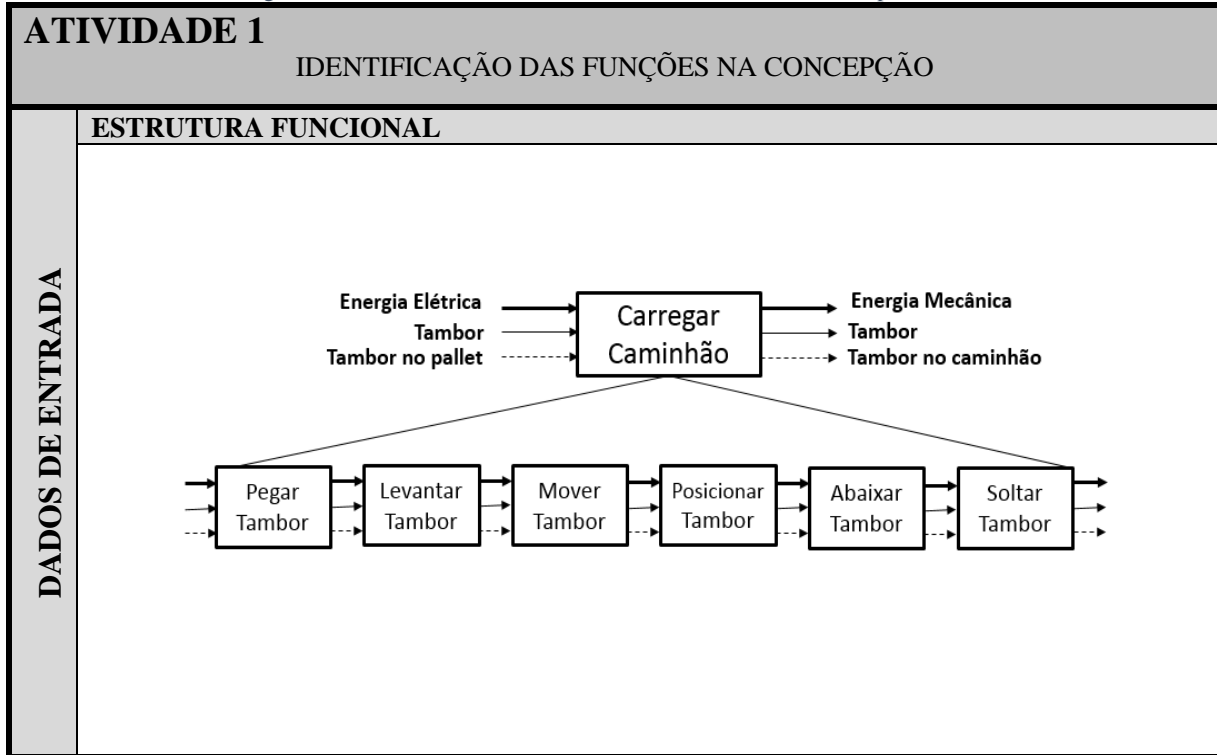 ATIVIDADE 1
IDENTIFICAÇÃO DAS FUNÇÕES NA CONCEPÇÃO
DADOS DE ENTRADA
ESTRUTURA FUNCIONAL
Energia Elétrica
Tambor
Tambor no pallet
Carregar
Caminhão
Energia Mecânica
Tambor
Tambor no caminhão
Pegar
Tambor
Levantar
Tambor
Mover
Tambor
Posicionar
Tambor
Abaixar
Tambor
Soltar
Tambor